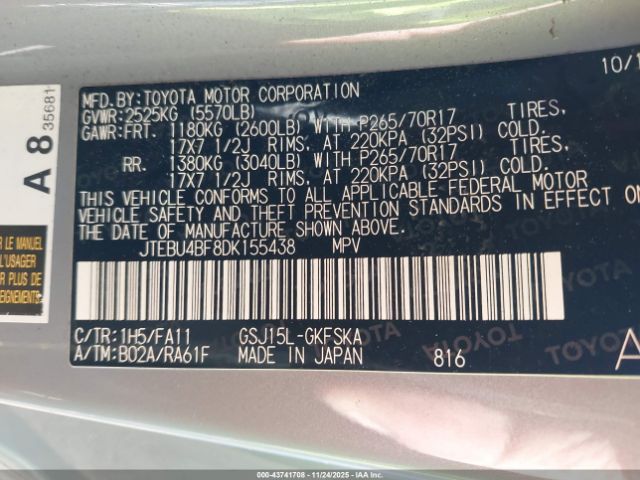 10/1
MFD.BY:TOYOTA MOTOR CORPORATION
GVWR:2525KG (5570LB)
GAWR:FRT. 1180KG (2600LB) WITH P265/70R17 TIRES,
17X7 1/2J RIMS, AT 220KPA (32PSI) COLD.
RR. 1380KG (3040LB) WITH P265/70R17 TIRES,
17X7 1/2J RIMS, AT 220KPA (32PSI) COLD.
THIS VEHICLE CONFORMS TO ALL APPLICABLE FEDERAL MOTOR
VEHICLE SAFETY AND THEFT PREVENTION STANDARDS IN EFFECT O
THE DATE OF MANUFACTURE SHOWN ABOVE.
JTEBU4BF8DK155438 MPV
C/TR:1H5/FA11 GSJ15L-GKFSKA
A/TM:B02A/RA61F MADE IN JAPAN 816
A
A 8 35681
R LE MANUEL
L'USAGER
R PLUS DE
EIGNEMENTS.
TOYOTA
000-43741708 - 11/24/2025 - IAA Inc.